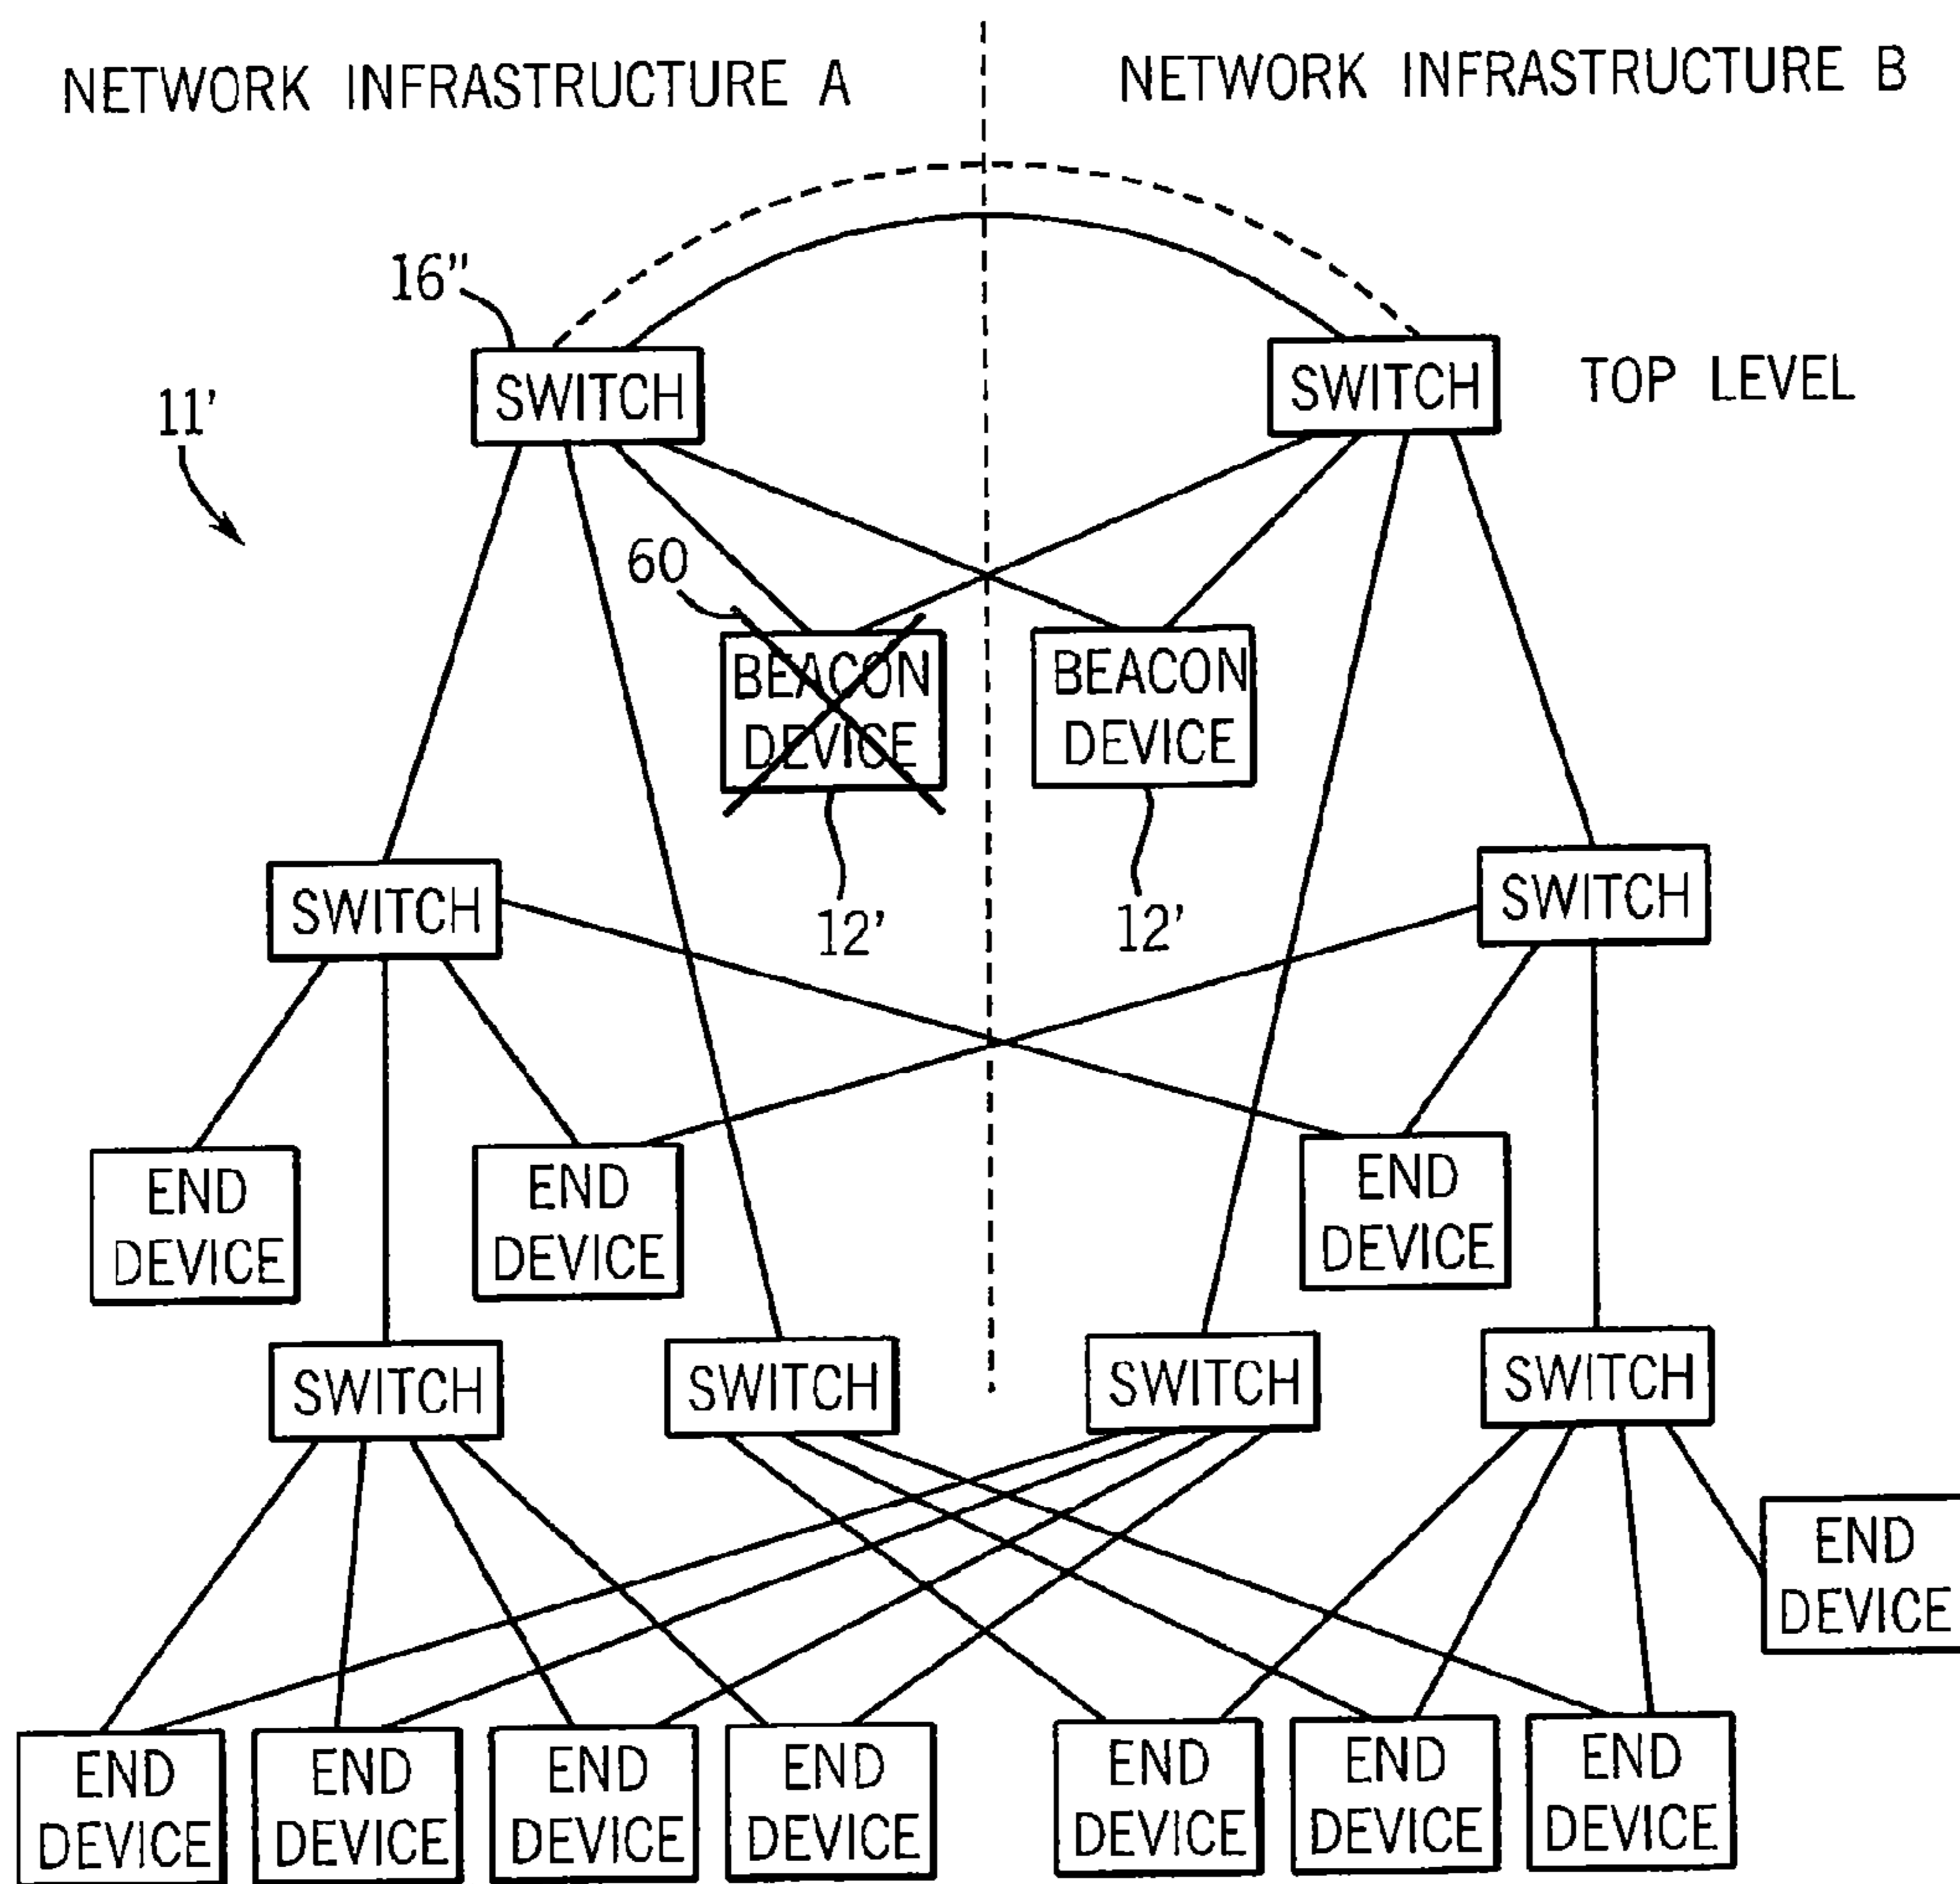 NETWORK INFRASTRUCTURE A
NETWORK INFRASTRUCTURE B
16"
SWITCH
SWITCH
TOP LEVEL
11'
60
BEACON
DEVICE
BEACON
DEVICE
12'
12'
SWITCH
SWITCH
END
DEVICE
END
DEVICE
END
DEVICE
SWITCH
SWITCH
SWITCH
SWITCH
END
DEVICE
END
DEVICE
END
DEVICE
END
DEVICE
END
DEVICE
END
DEVICE
END
DEVICE
END
DEVICE